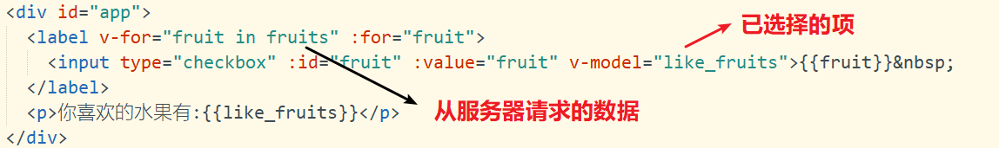 <div id="app">
<label v-for="fruit in fruits" :for="fruit">
已选择的项
<input type="checkbox" :id="fruit" :value="fruit" v-model="like_fruits">{{fruit}}&nbsp;
</label>
<p>你喜欢的水果有:{{like_fruits}}</p>
从服务器请求的数据
</div>